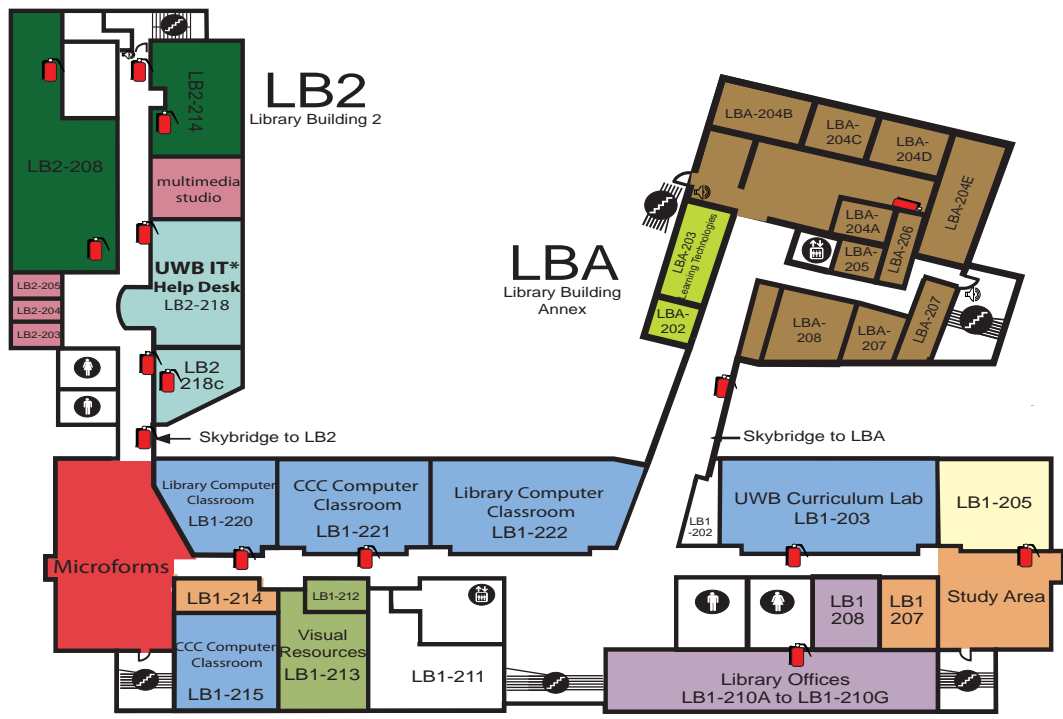 LB2
Library Building 2
LB2-214
LB2-208
multimedia
studio
UWB IT*
Help Desk
LB2-218
LB2-205
LB2-204
LB2-203
LB2
218c
Skybridge to LB2
LBA
Library Building
Annex
LBA-204B
LBA-
204C
LBA-
204D
LBA-204E
LBA-
204A
LBA-206
LBA-
205
LBA-203
Learning Technologies
LBA-
202
LBA-207
LBA-
208
LBA-
207
Skybridge to LBA
Library Computer
Classroom
LB1-220
CCC Computer
Classroom
LB1-221
Library Computer
Classroom
LB1-222
LB1
-202
UWB Curriculum Lab
LB1-203
LB1-205
Microforms
LB1-214
LB1-212
CCC Computer
Classroom
LB1-215
Visual
Resources
LB1-213
LB1-211
LB1
208
LB1
207
Study Area
Library Offices
LB1-210A to LB1-210G